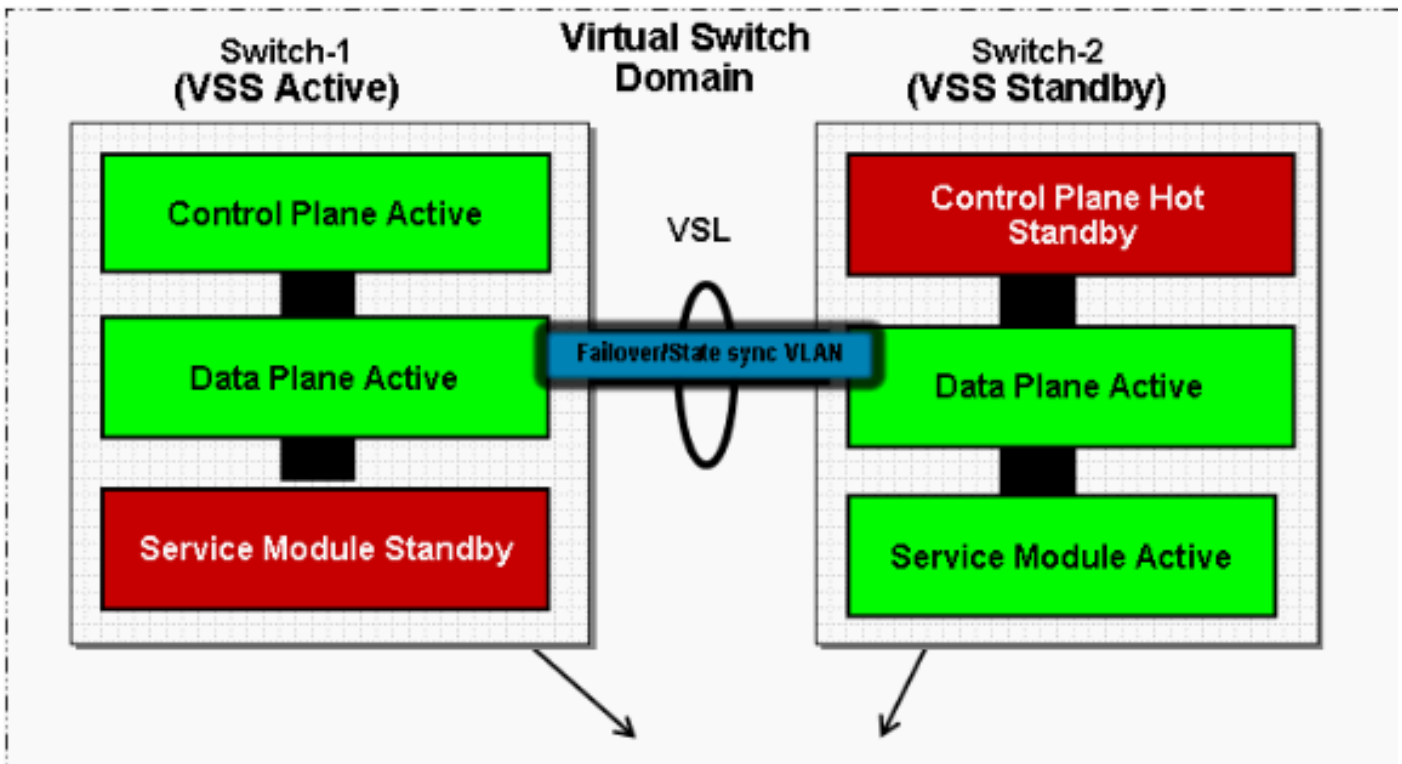 Virtual Switch
Domain
Switch-1
(VSS Active)
Control Plane Active
Data Plane Active
Service Module Standby
VSL
Failover/State sync VLAN
Switch-2
(VSS Standby)
Control Plane Hot
Standby
Data Plane Active
Service Module Active